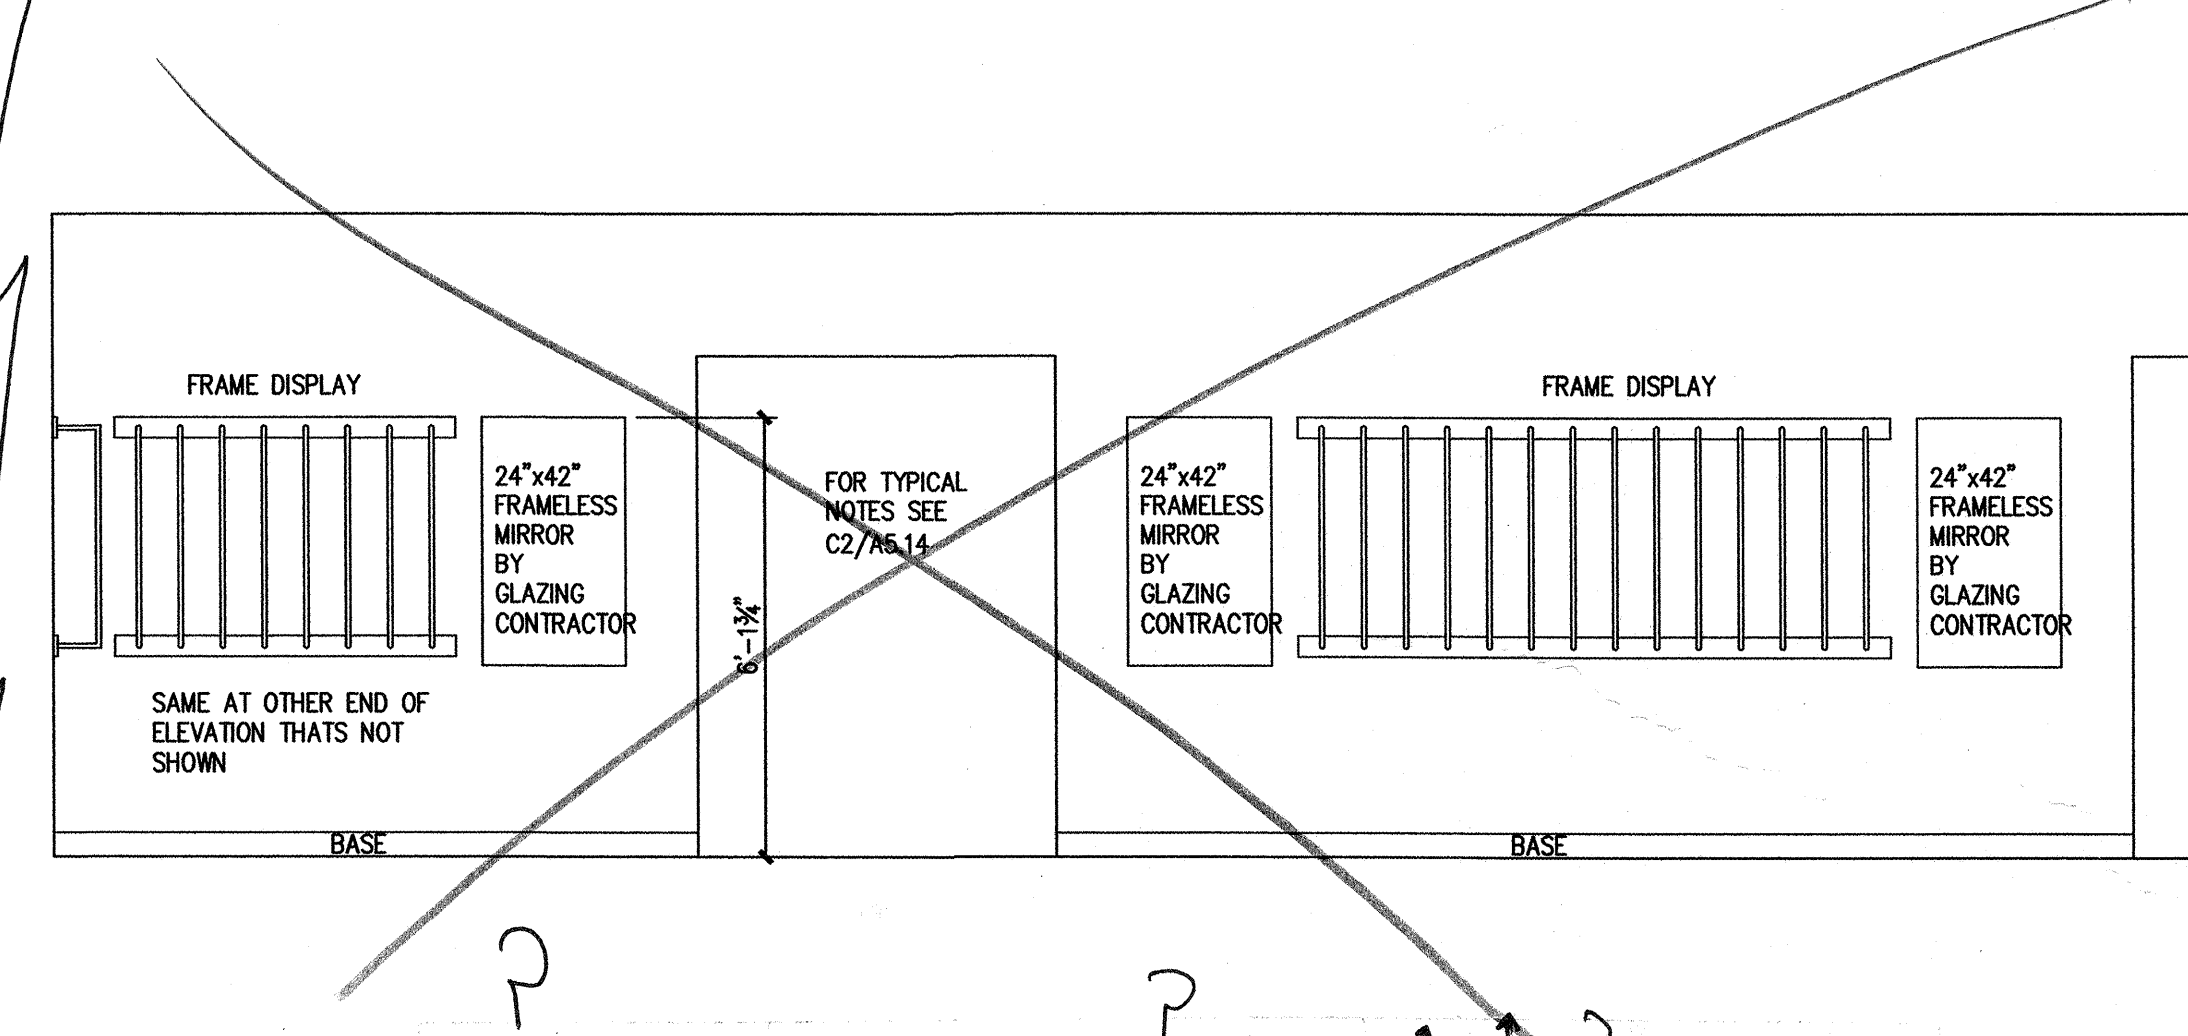 FRAME DISPLAY
FRAME DISPLAY
24"x42"
FRAMELESS
MIRROR
BY
GLAZING
CONTRACTOR
6'-1¾"
FOR TYPICAL
NOTES SEE
C2/A5.14
24"x42"
FRAMELESS
MIRROR
BY
GLAZING
CONTRACTOR
24"x42"
FRAMELESS
MIRROR
BY
GLAZING
CONTRACTOR
SAME AT OTHER END OF
ELEVATION THATS NOT
SHOWN
BASE
BASE